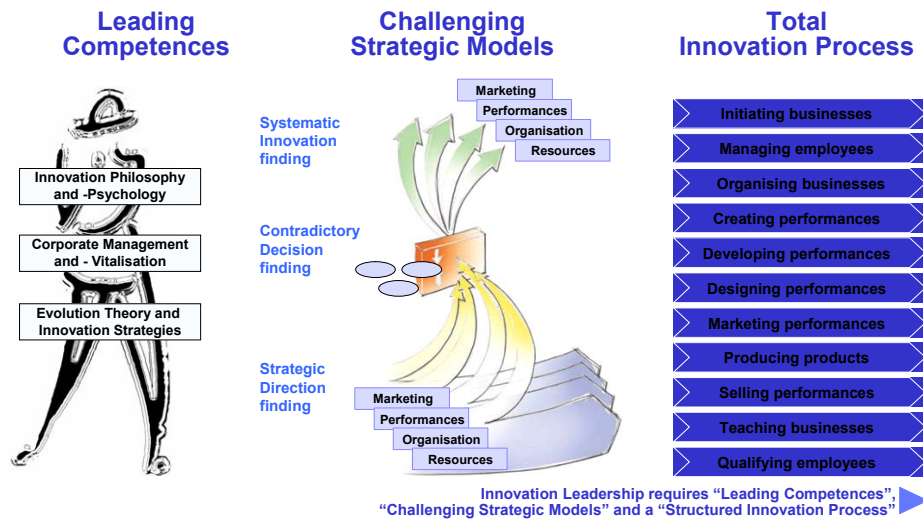 Leading
Competences
Challenging
Strategic Models
Total
Innovation Process
Innovation Philosophy
and -Psychology
Corporate Management
and - Vitalisation
Evolution Theory and
Innovation Strategies
Systematic
Innovation
finding
Marketing
Performances
Organisation
Resources
Contradictory
Decision
finding
Strategic
Direction
finding
Marketing
Performances
Organisation
Resources
Initiating businesses
Managing employees
Organising businesses
Creating performances
Developing performances
Designing performances
Marketing performances
Producing products
Selling performances
Teaching businesses
Qualifying employees
Innovation Leadership requires “Leading Competences”,
“Challenging Strategic Models” and a “Structured Innovation Process”